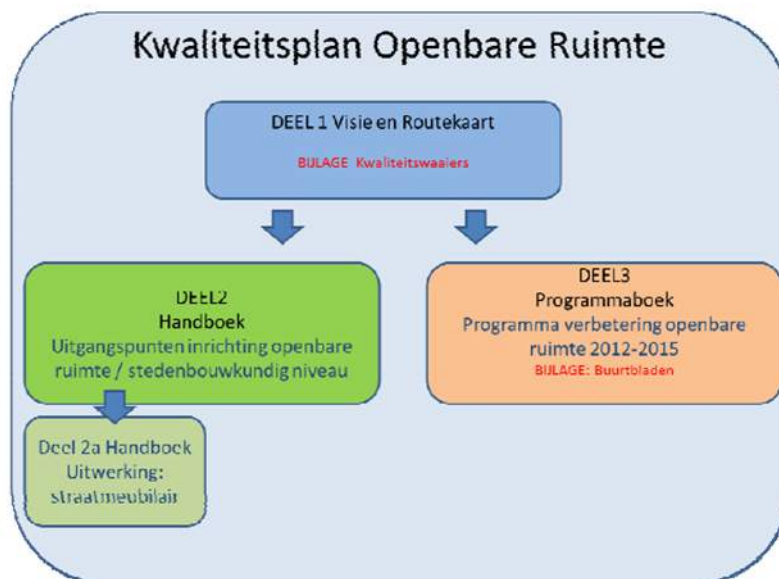 Kwaliteitsplan Openbare Ruimte
DEEL 1 Visie en Routekaart
BIJLAGE Kwaliteitswaaiers
DEEL2
Handboek
Uitgangspunten inrichting openbare
ruimte / stedenbouwkundig niveau
DEEL3
Programmaboek
Programma verbetering openbare
ruimte 2012-2015
BIJLAGE: Buurtbladen
Deel 2a Handboek
Uitwerking:
straatmeubilair